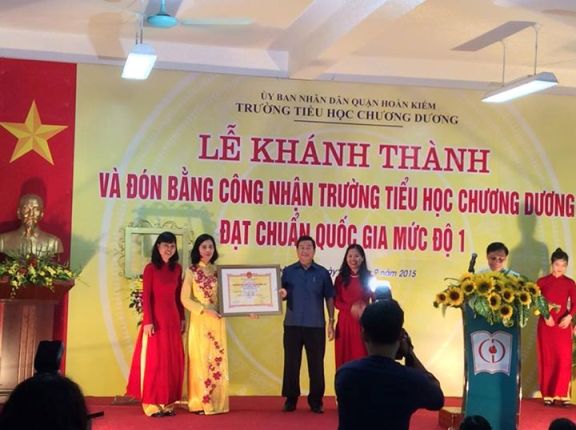 ỦY BAN NHÂN DÂN QUẬN HOÀN KIẾM
TRƯỜNG TIỂU HỌC CHƯƠNG DƯƠNG
LỄ KHÁNH THÀNH
VÀ ĐÓN BẰNG CÔNG NHẬN TRƯỜNG TIỂU HỌC CHƯƠNG DƯƠNG
ĐẠT CHUẨN QUỐC GIA MỨC ĐỘ 1
9 2015